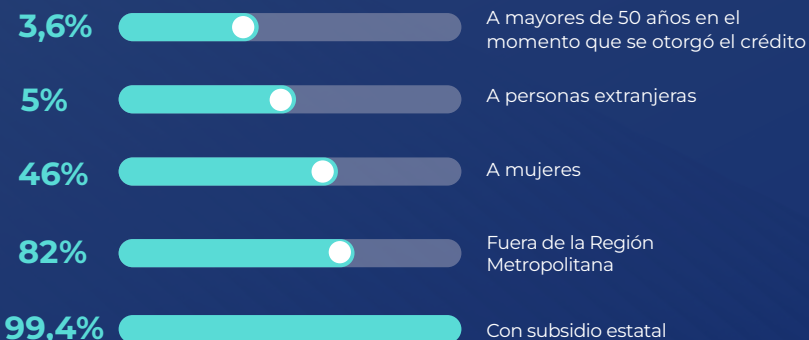 3,6%
A mayores de 50 años en el
momento que se otorgó el crédito
5%
A personas extranjeras
46%
A mujeres
82%
Fuera de la Región
Metropolitana
99,4%
Con subsidio estatal